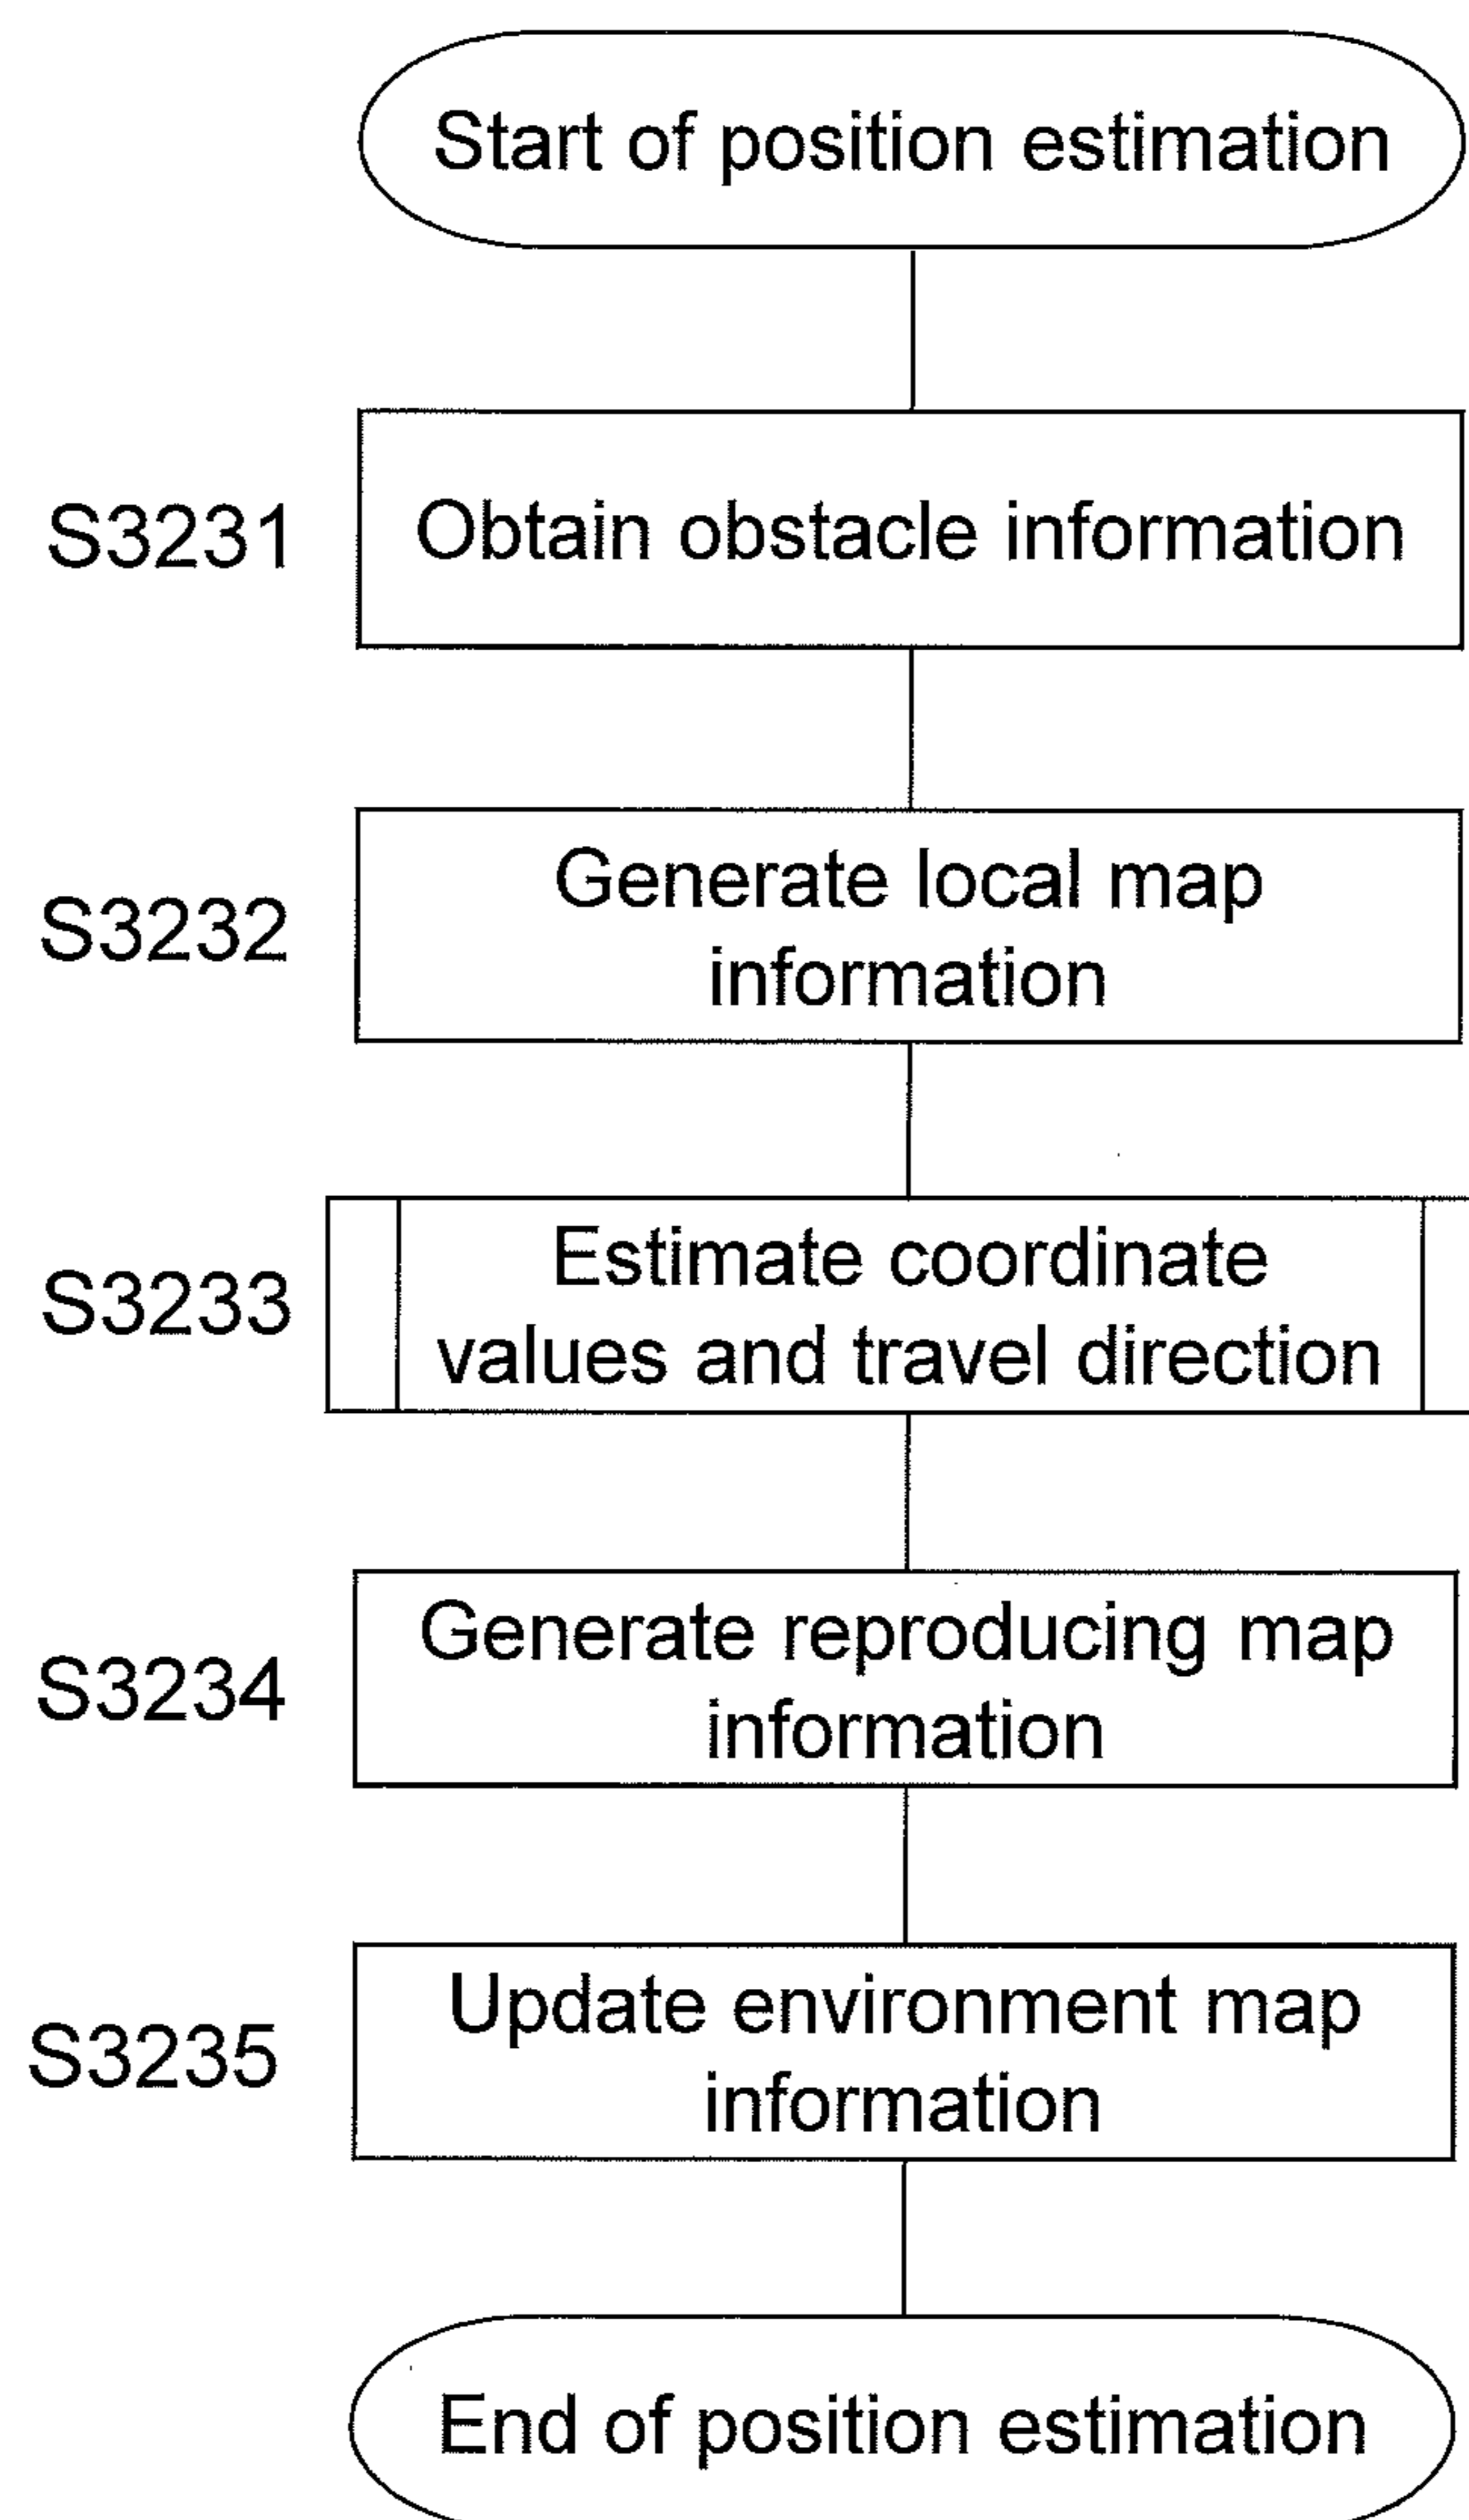 Start of position estimation
S3231
Obtain obstacle information
S3232
Generate local map
information
S3233
Estimate coordinate
values and travel direction
S3234
Generate reproducing map
information
S3235
Update environment map
information
End of position estimation